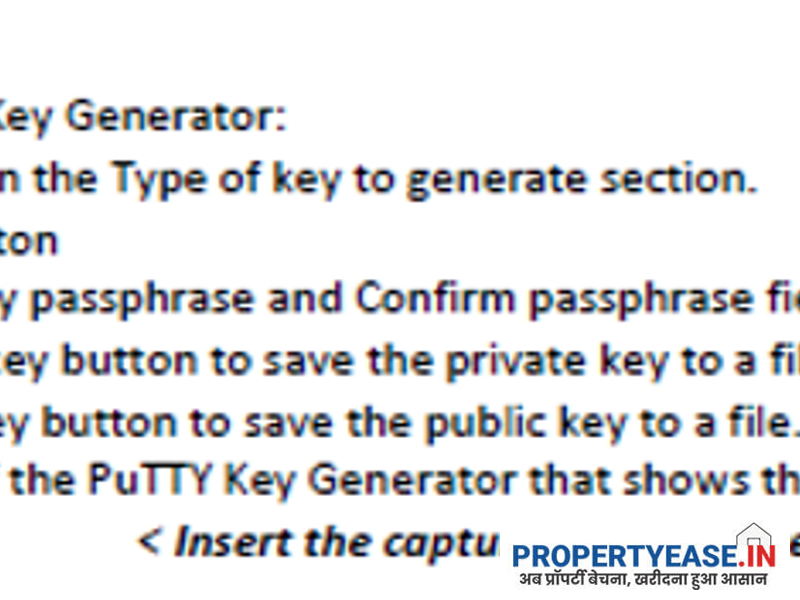 Key Generator:
n the Type of key to generate section.
ton
y passphrase and Confirm passphrase fie
key button to save the private key to a fil
ey button to save the public key to a file.
the PuTTY Key Generator that shows th
< Insert the captu
PROPERTYEASE.IN
अब प्रॉपर्टी बेचना, खरीदना हुआ आसान